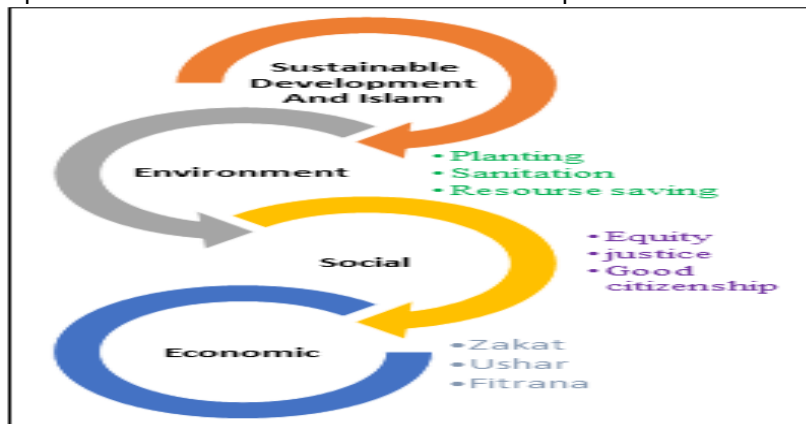 Sustainable
Development
And Islam
Environment
• Planting
• Sanitation
• Resourse saving
Social
• Equity
• justice
• Good
citizenship
Economic
• Zakat
• Ushar
• Fitrana